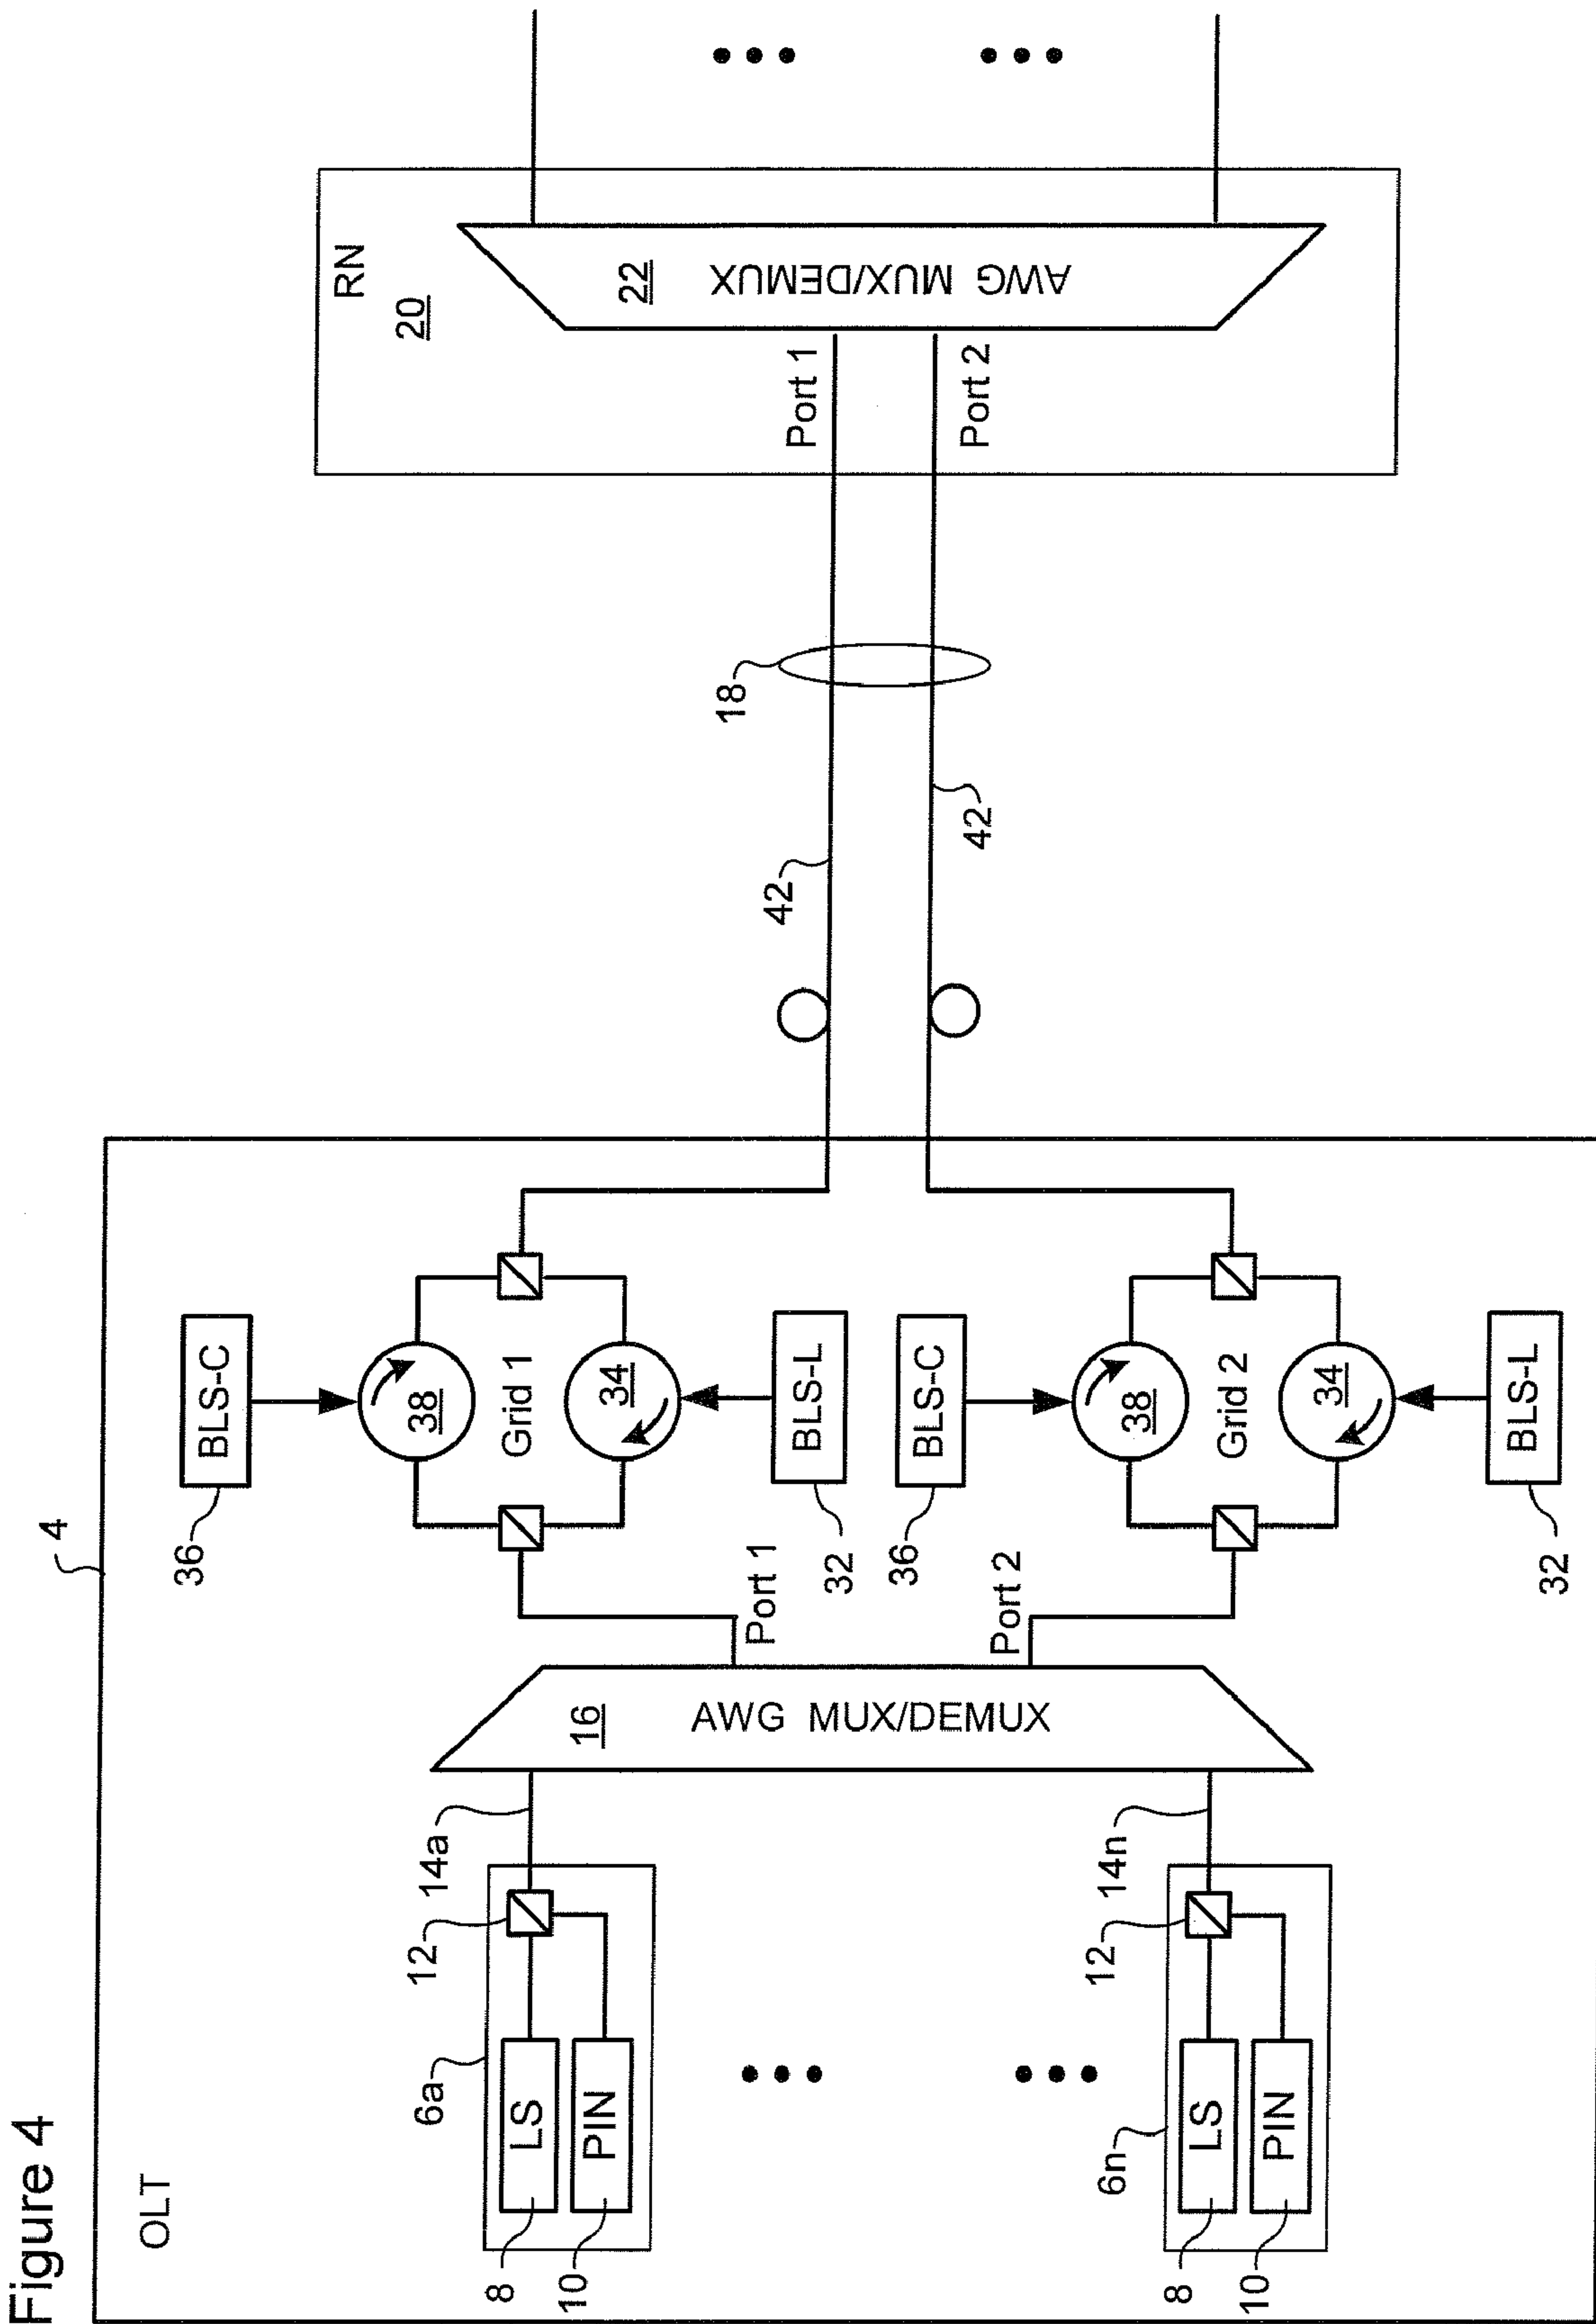 Figure 4
OLT
4
36
BLS-C
38
Grid 1
34
BLS-L
32
36
BLS-C
38
Grid 2
34
BLS-L
32
6a
LS
PIN
8
10
12
14a
6n
LS
PIN
8
10
12
14n
16
AWG MUX/DEMUX
Port 1
Port 2
42
42
18
RN
20
Port 1
Port 2
22
AWG MUX/DEMUX